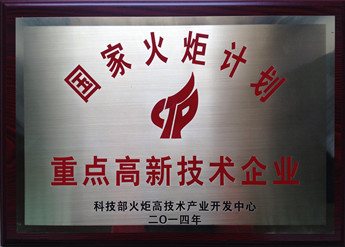 国家火炬计划
重点高新技术企业
科技部火炬高技术产业开发中心
二〇一四年